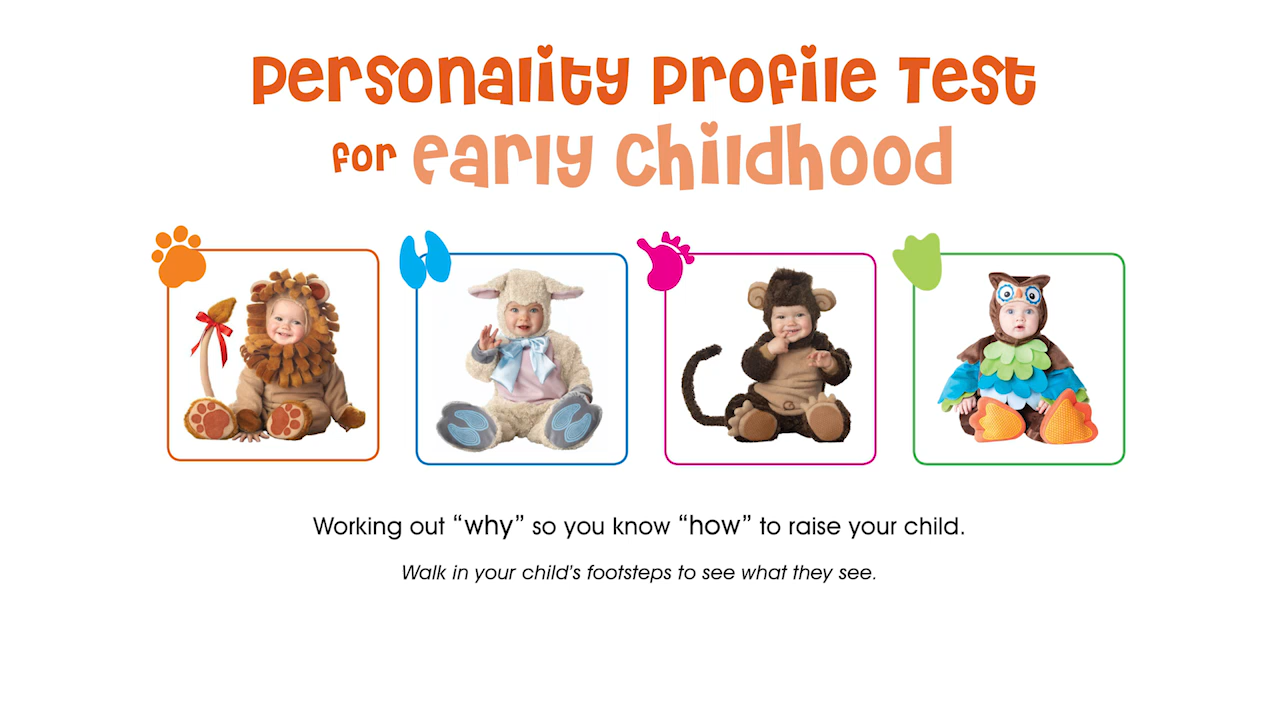 Personality Profile Test
for early Childhood
Working out “why” so you know “how” to raise your child.
Walk in your child's footsteps to see what they see.